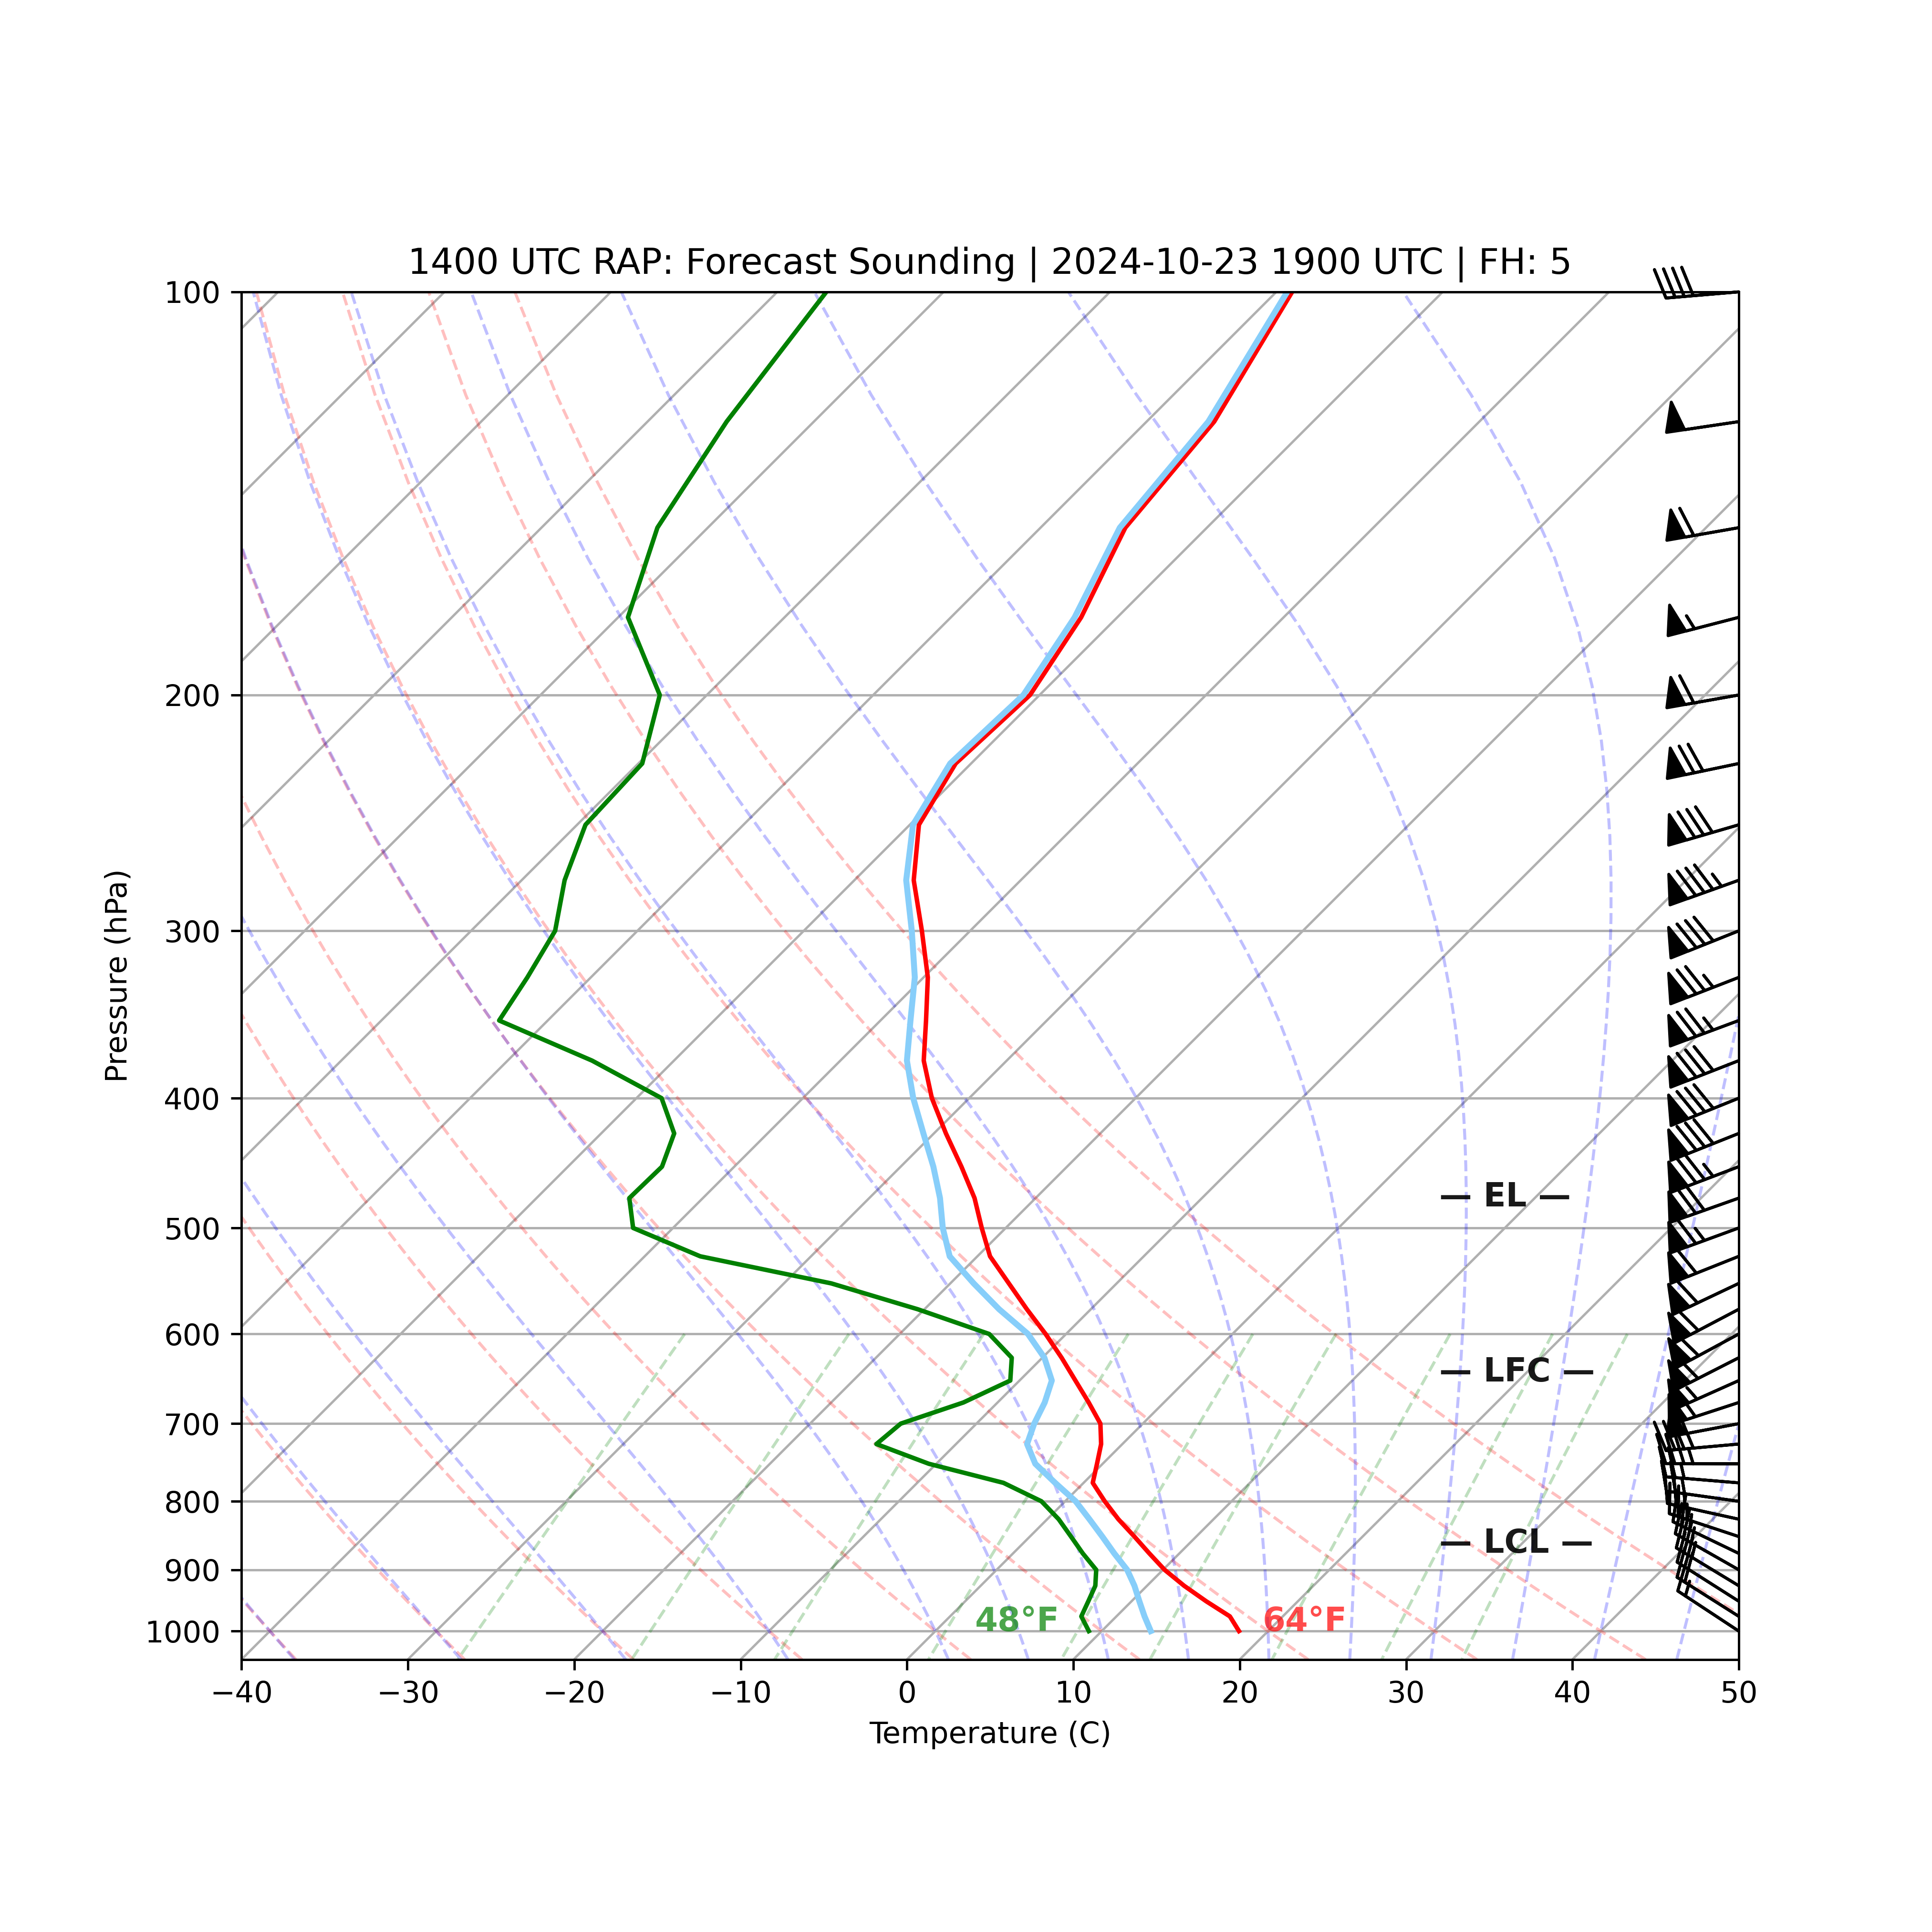 1400 UTC RAP: Forecast Sounding | 2024-10-23 1900 UTC | FH: 5
100
200
300
400
500
600
700
800
900
1000
Pressure (hPa)
— EL —
— LFC —
— LCL —
48°F
64°F
−40 −30 −20 −10 0 10 20 30 40 50
Temperature (C)